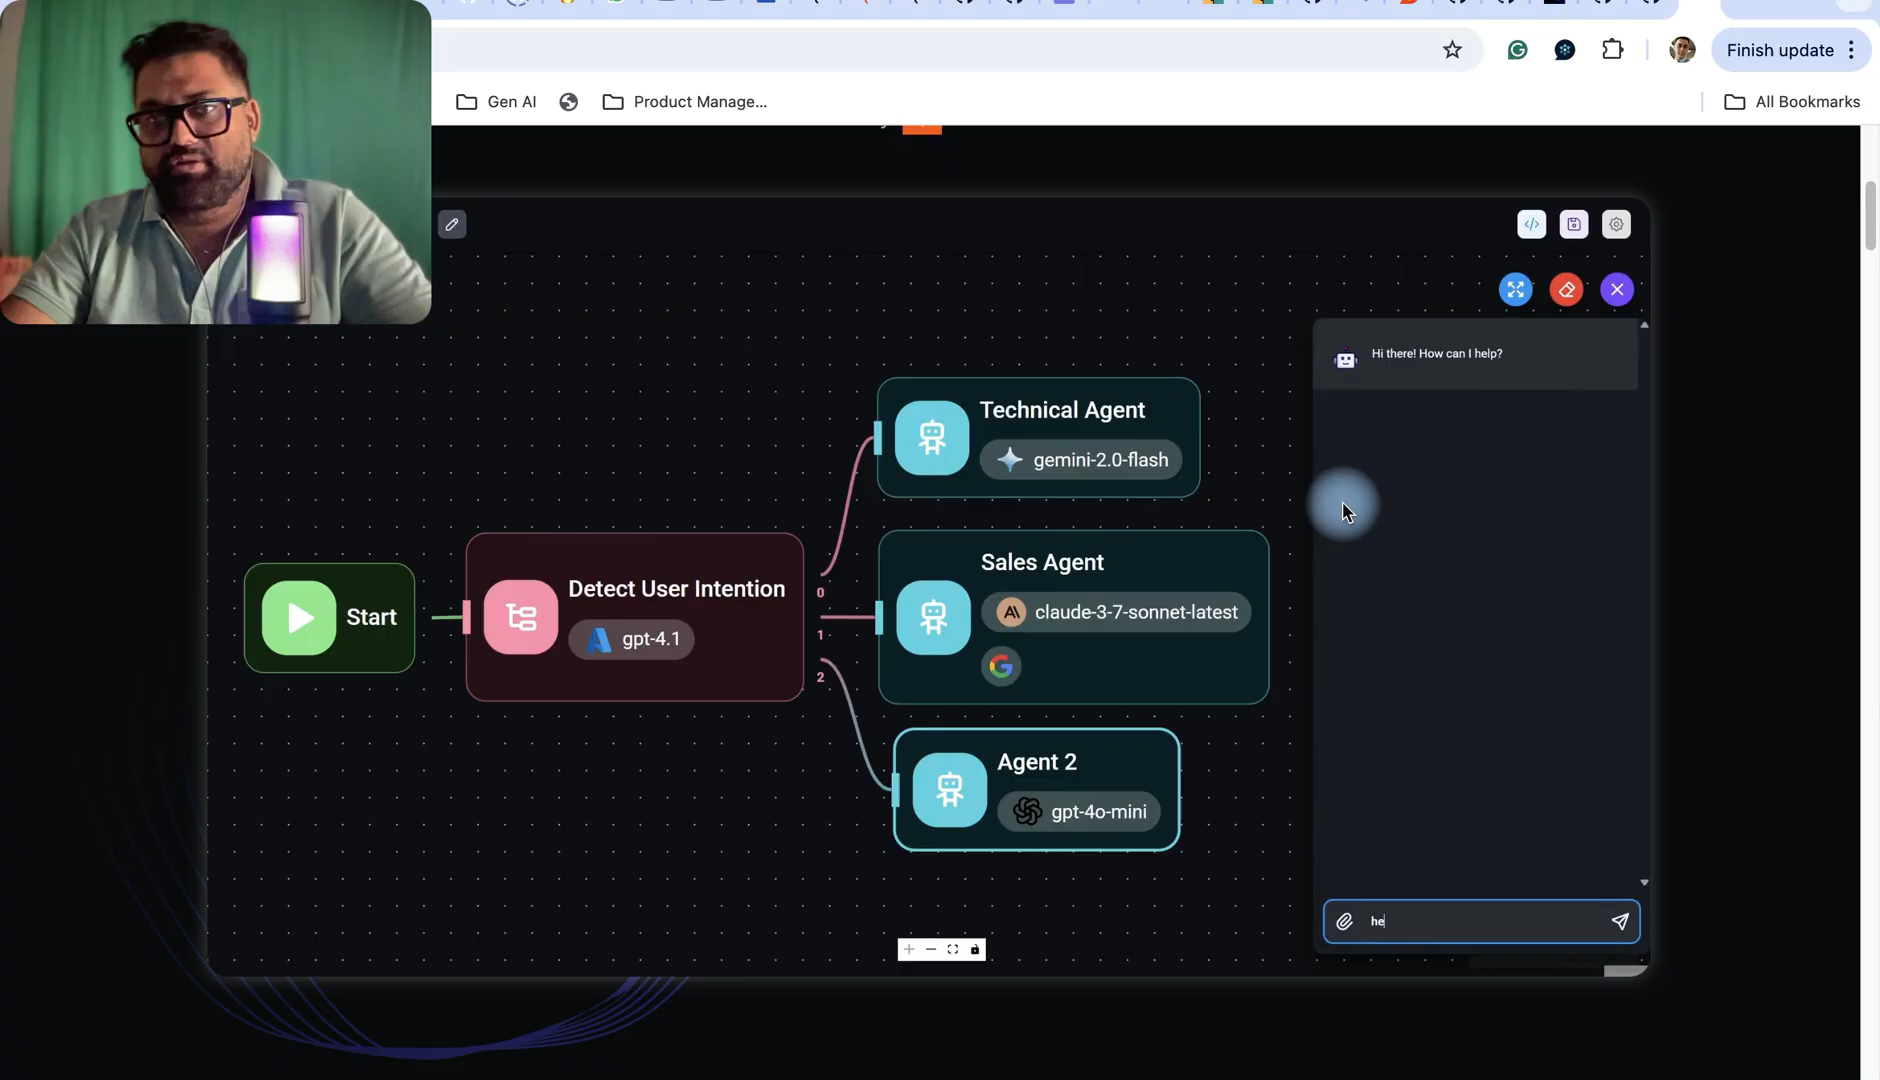 Finish update
Gen AI
Product Manage...
All Bookmarks
Hi there! How can I help?
Technical Agent
gemini-2.0-flash
Sales Agent
claude-3-7-sonnet-latest
Detect User Intention
gpt-4.1
Start
0
1
2
Agent 2
gpt-4o-mini
he